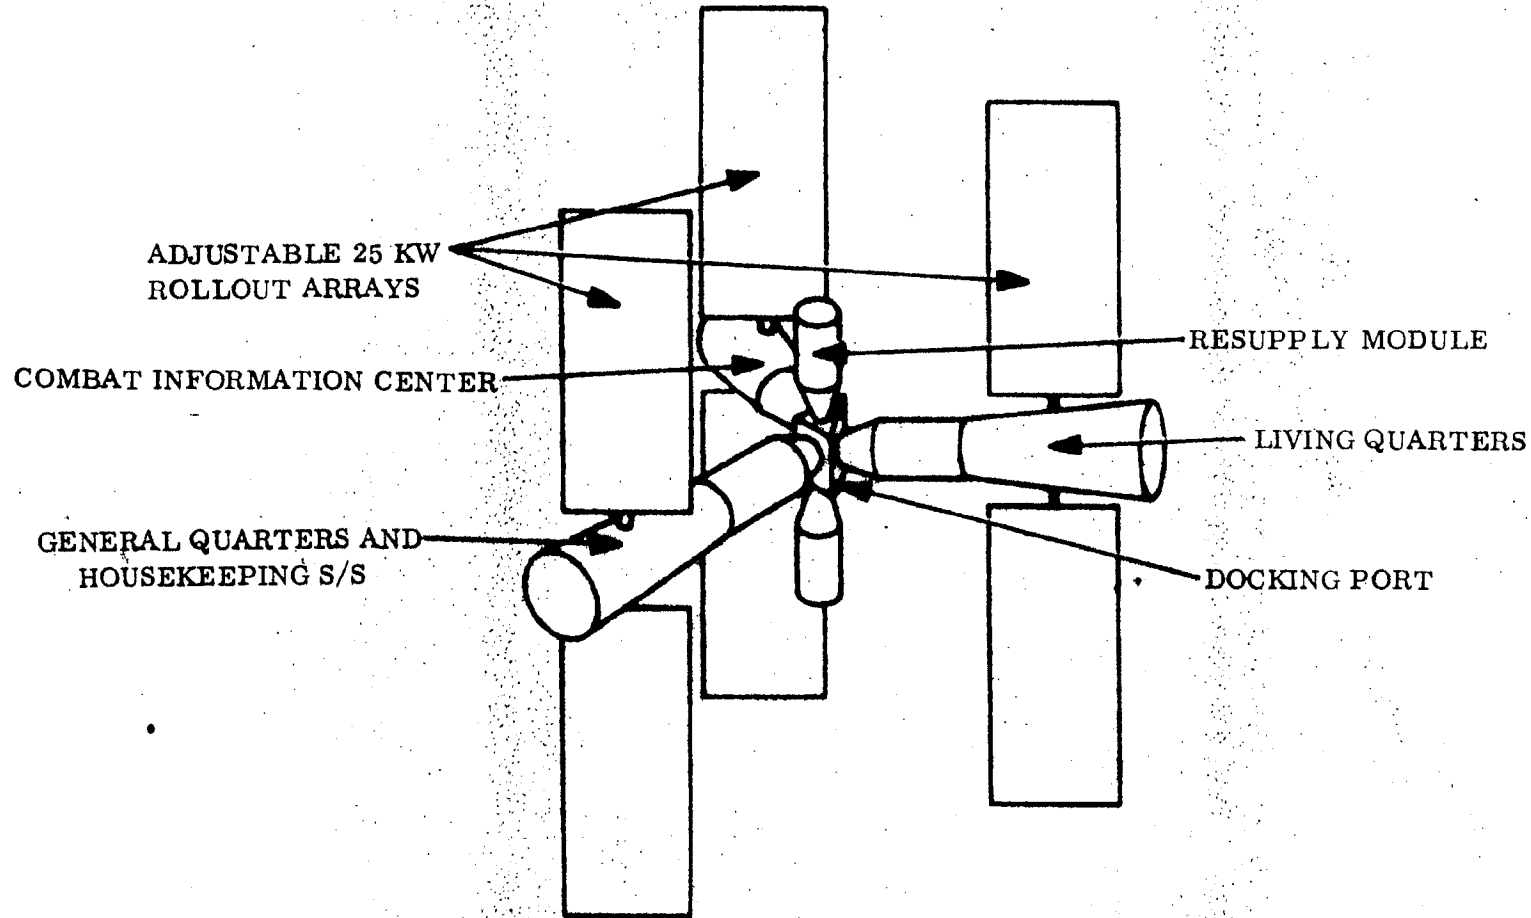 ADJUSTABLE 25 KW
ROLLOUT ARRAYS
RESUPPLY MODULE
COMBAT INFORMATION CENTER
LIVING QUARTERS
GENERAL QUARTERS AND
HOUSEKEEPING S/S
DOCKING PORT